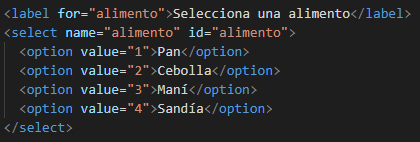 <label for="alimento">Selecciona una alimento</label>
<select name="alimento" id="alimento">
<option value="1">Pan</option>
<option value="2">Cebolla</option>
<option value="3">Maní</option>
<option value="4">Sandía</option>
</select>